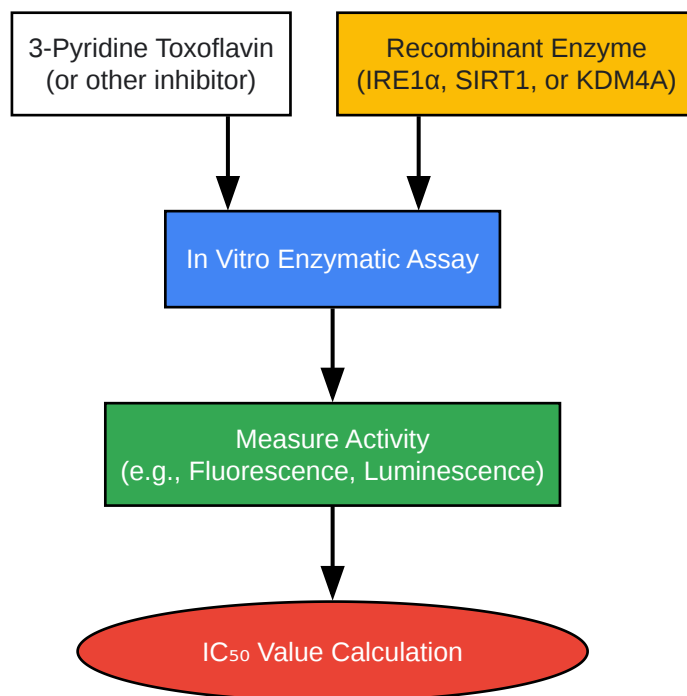 3-Pyridine Toxoflavin
(or other inhibitor)
Recombinant Enzyme
(IRE1α, SIRT1, or KDM4A)
In Vitro Enzymatic Assay
Measure Activity
(e.g., Fluorescence, Luminescence)
IC₅₀ Value Calculation